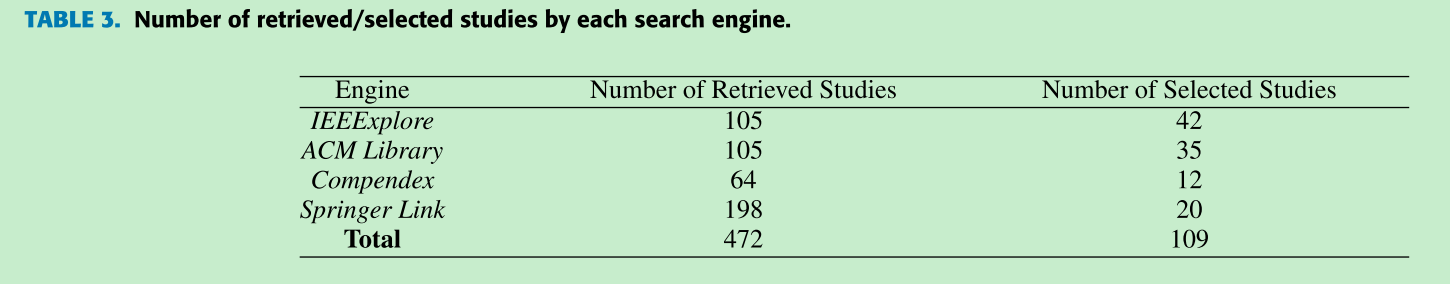 TABLE 3. Number of retrieved/selected studies by each search engine.
Engine Number of Retrieved Studies Number of Selected Studies
IEEExplore 105 42
ACM Library 105 35
Compendex 64 12
Springer Link 198 20
Total 472 109